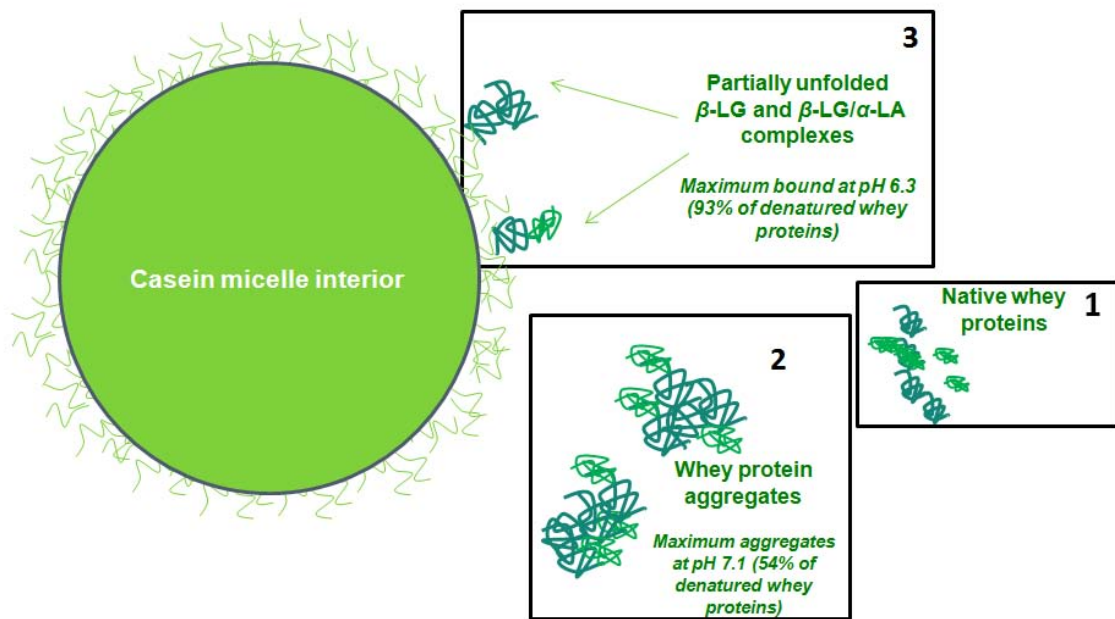 3
Partially unfolded
β-LG and β-LG/α-LA
complexes
Maximum bound at pH 6.3
(93% of denatured whey
proteins)
Casein micelle interior
1
Native whey
proteins
2
Whey protein
aggregates
Maximum aggregates
at pH 7.1 (54% of
denatured whey
proteins)